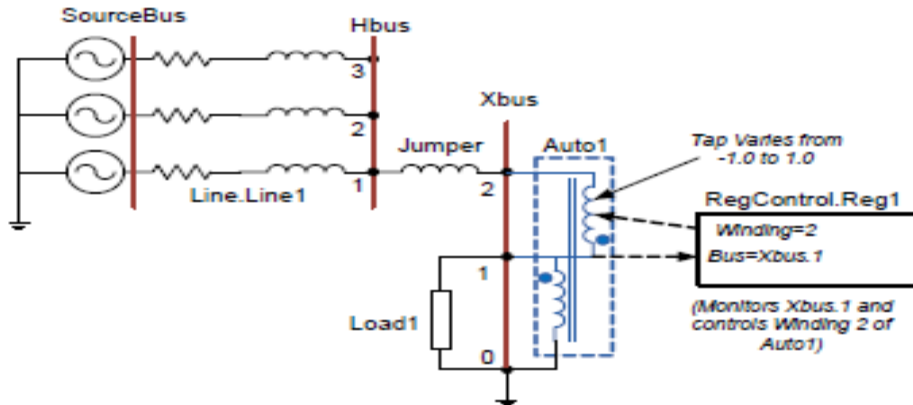 SourceBus
Hbus
3
2
1
Line.Line1
Jumper
Xbus
2
1
0
Load1
Auto1
Tap Varies from
-1.0 to 1.0
RegControl.Reg1
Winding=2
Bus=Xbus.1
(Monitors Xbus.1 and
controls Winding 2 of
Auto1)